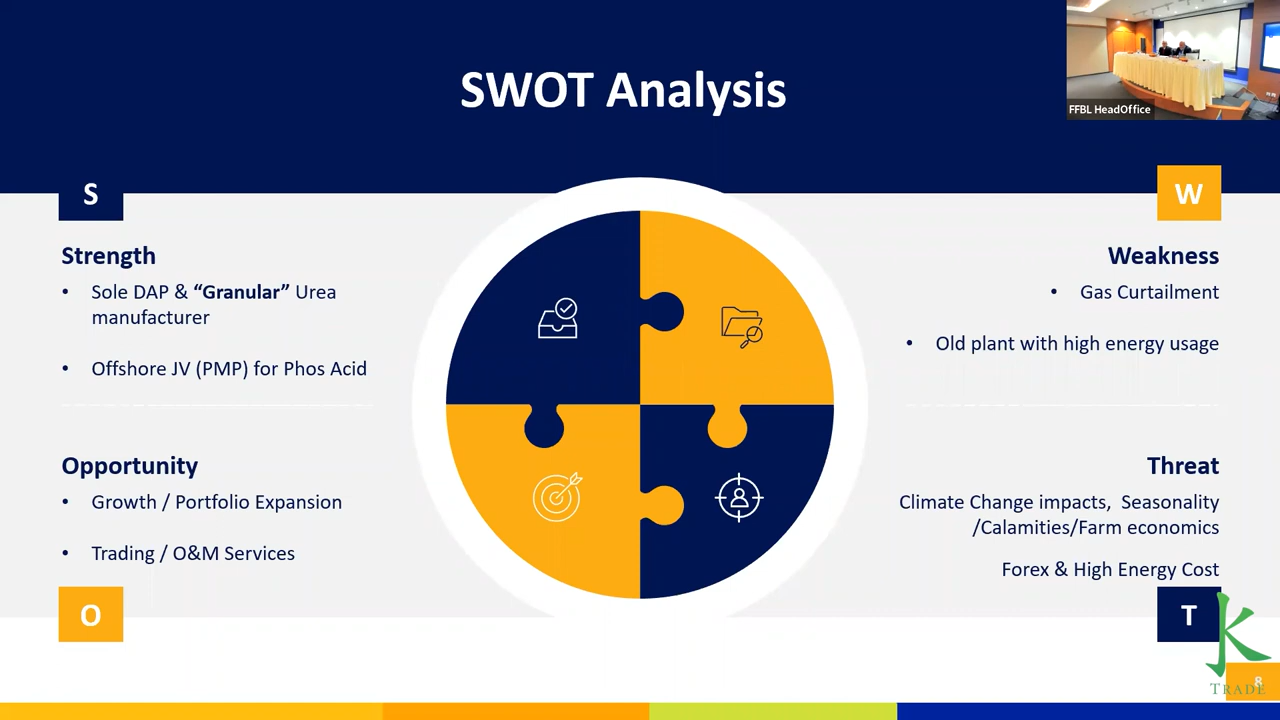 SWOT Analysis
FFBL HeadOffice
S
W
Strength
• Sole DAP & “Granular” Urea
manufacturer
• Offshore JV (PMP) for Phos Acid
Weakness
• Gas Curtailment
• Old plant with high energy usage
Opportunity
• Growth / Portfolio Expansion
• Trading / O&M Services
Threat
Climate Change impacts,  Seasonality
/Calamities/Farm economics
Forex & High Energy Cost
O
T
K
TRADE
8